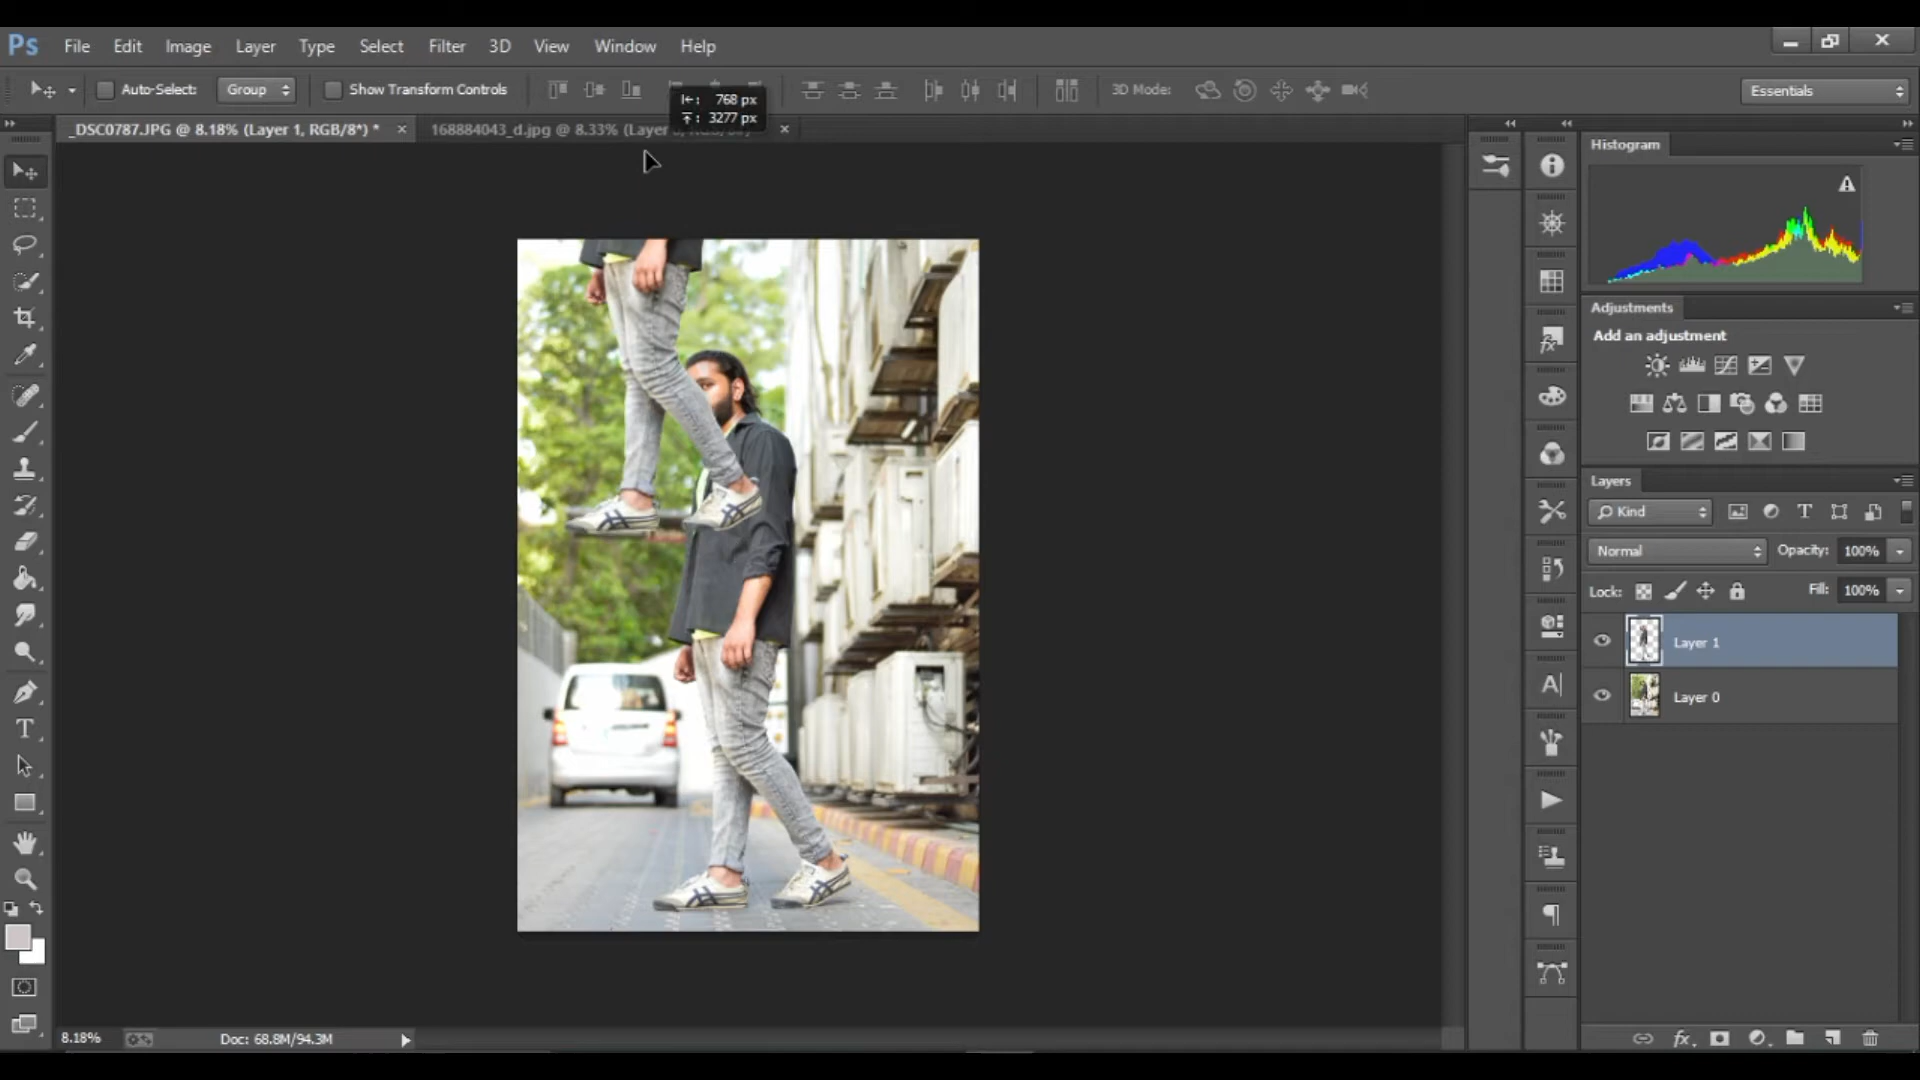 Ps File Edit Image Layer Type Select Filter 3D View Window Help
Auto-Select: Group Show Transform Controls 3D Mode: Essentials
768 px
3277 px
_DSC0787.JPG @ 8.18% (Layer 1, RGB/8*) * × 168884043_d.jpg @ 8.33% (Layer ×
Histogram
Adjustments
Add an adjustment
Layers
Kind
Normal Opacity: 100%
Lock: Fill: 100%
Layer 1
Layer 0
8.18% Doc: 68.8M/94.3M